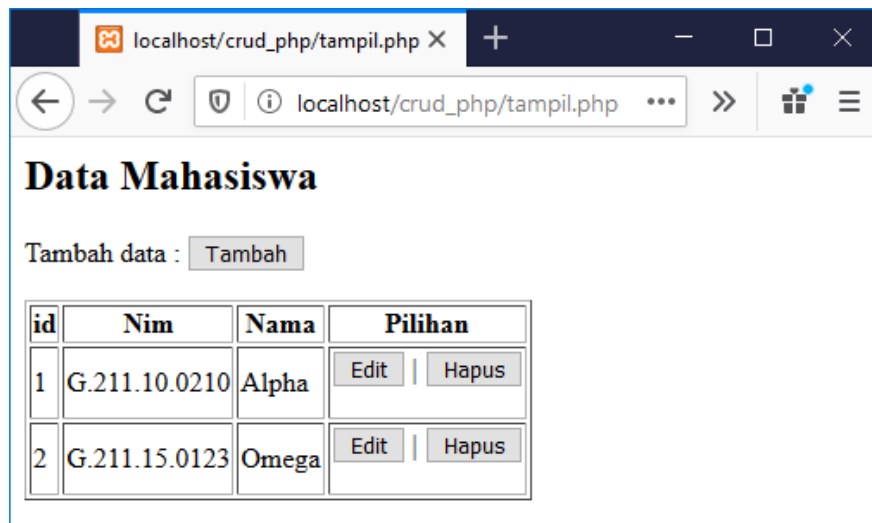 localhost/crud_php/tampil.php
localhost/crud_php/tampil.php
Data Mahasiswa
Tambah data : Tambah
id Nim Nama Pilihan
1 G.211.10.0210 Alpha Edit | Hapus
2 G.211.15.0123 Omega Edit | Hapus